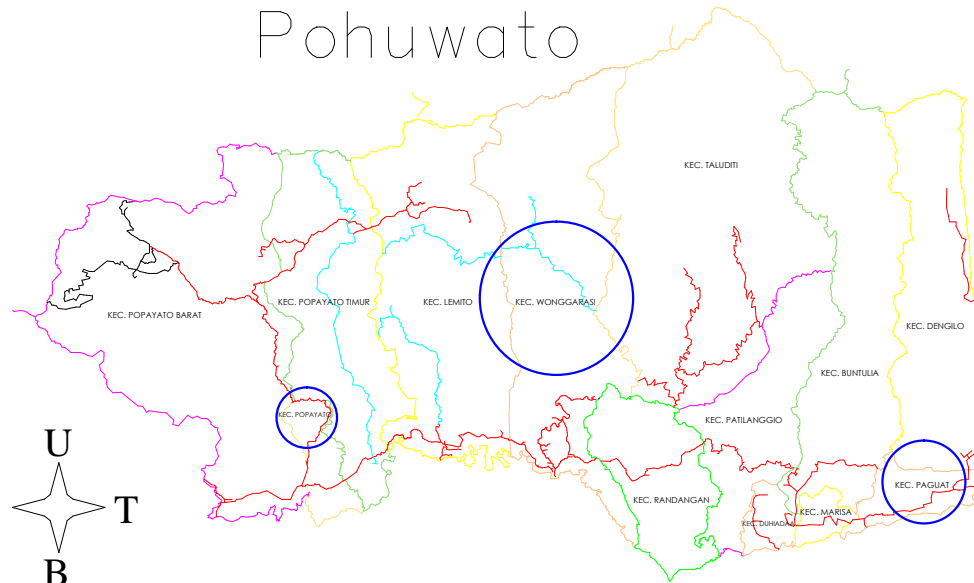 Pohuwato
KEC. TALUDITI
KEC. POPAYATO BARAT
KEC. POPAYATO TIMUR
KEC. LEMITO
KEC. WONGGARASI
KEC. DENGILO
KEC. BUNTULIA
KEC. POPAYATO
KEC. PATILANGGIO
KEC. PAGUAT
KEC. RANDANGAN
KEC. MARISA
KEC. DUHIADAA
U
T
B